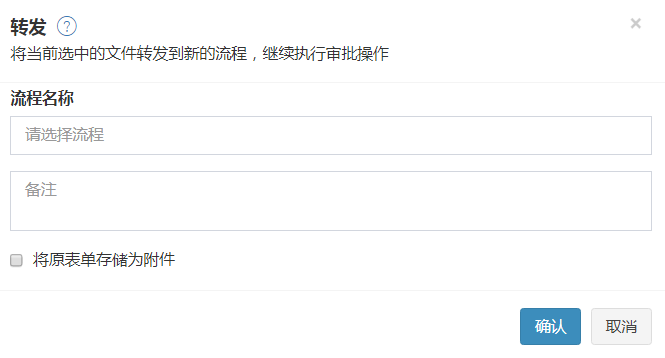 转发 ?
将当前选中的文件转发到新的流程，继续执行审批操作
流程名称
请选择流程
备注
将原表单存储为附件
确认 取消